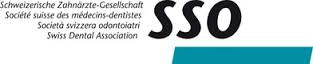 Schweizerische Zahnärzte-Gesellschaft
Société suisse des médecins-dentistes
Società svizzera odontoiatri
Swiss Dental Association
SSO